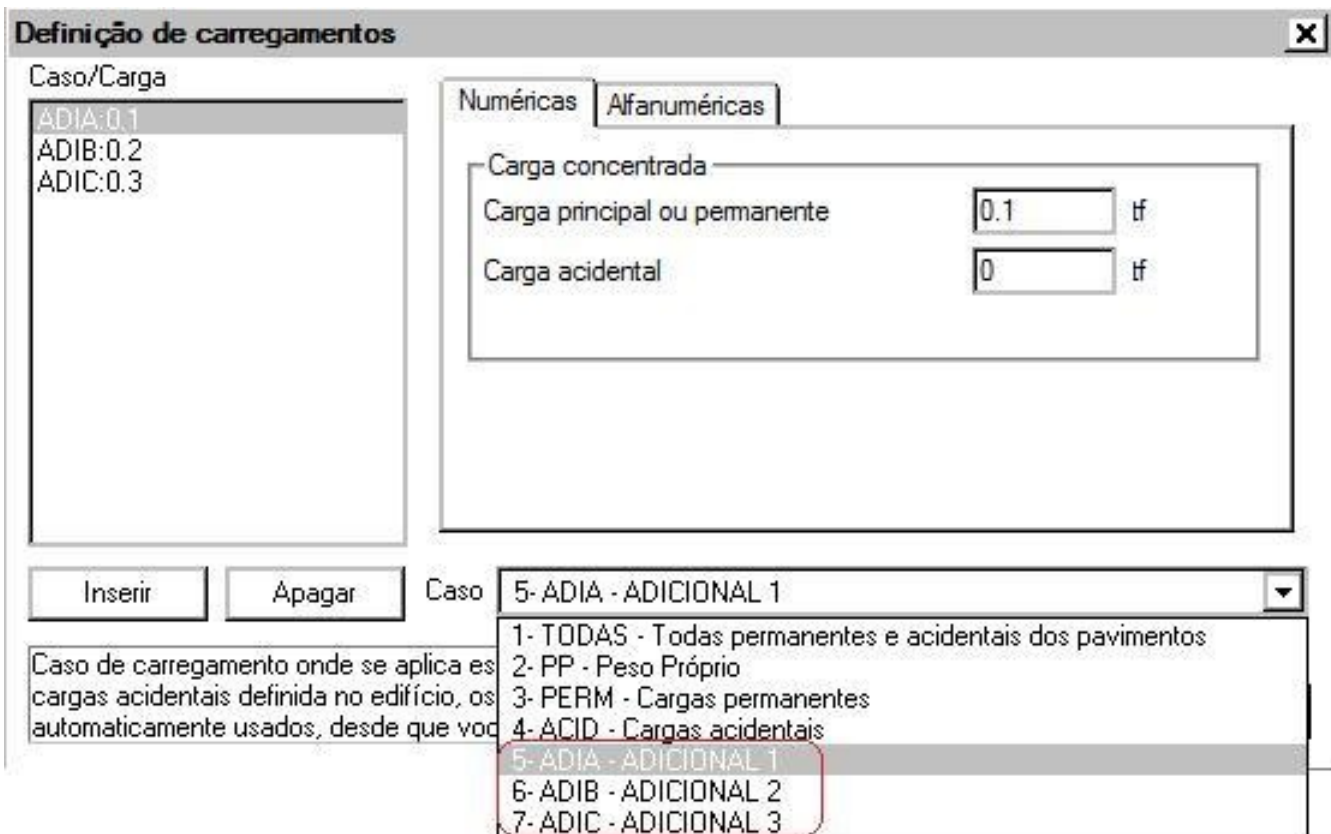 Definição de carregamentos
Caso/Carga
ADIA:0.1
ADIB:0.2
ADIC:0.3
Numéricas
Alfanuméricas
Carga concentrada
Carga principal ou permanente 0.1 tf
Carga acidental 0 tf
Inserir
Apagar
Caso
5- ADIA - ADICIONAL 1
1- TODAS - Todas permanentes e acidentais dos pavimentos
2- PP - Peso Próprio
3- PERM - Cargas permanentes
4- ACID - Cargas acidentais
5- ADIA - ADICIONAL 1
6- ADIB - ADICIONAL 2
7- ADIC - ADICIONAL 3
Caso de carregamento onde se aplica es
cargas acidentais definida no edifício, os
automaticamente usados, desde que voc